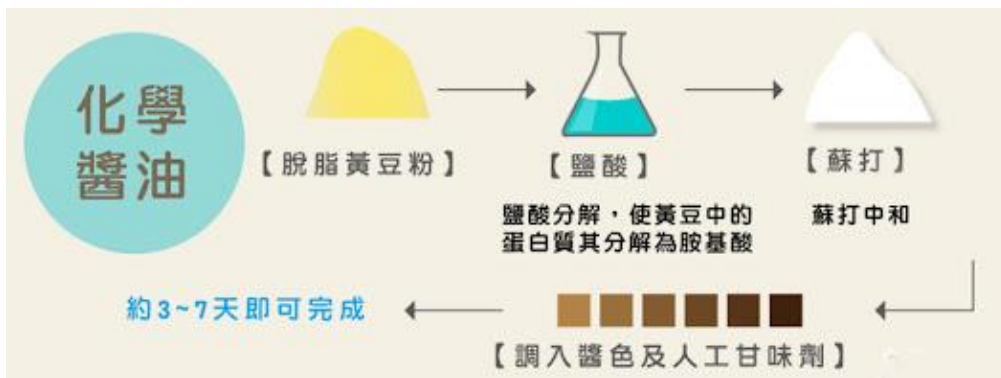 化學
醬油
【脫脂黃豆粉】
【鹽酸】
【蘇打】
鹽酸分解，使黃豆中的
蛋白質其分解為胺基酸
蘇打中和
【調入醬色及人工甘味劑】
約3~7天即可完成